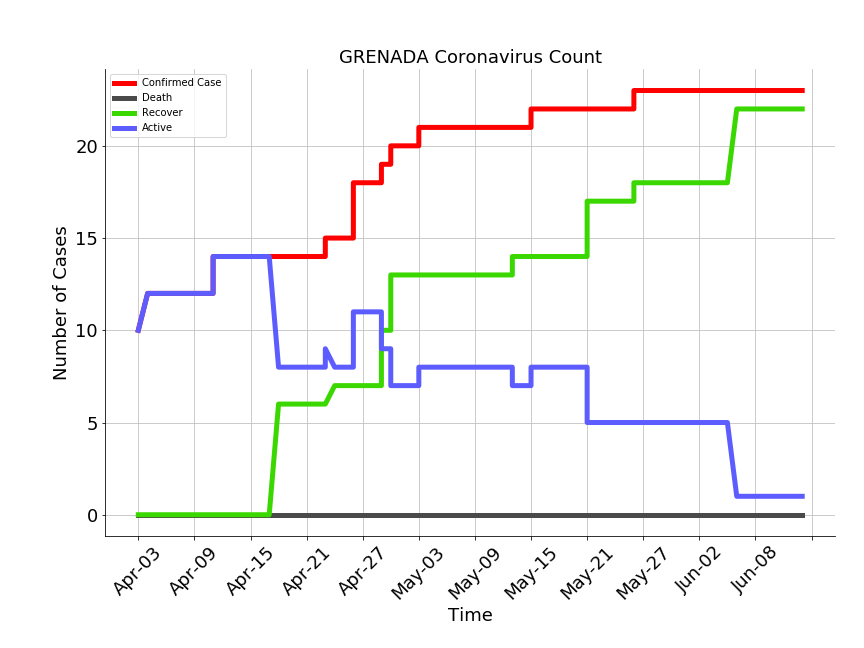 GRENADA Coronavirus Count
Confirmed Case
Death
Recover
Active
Number of Cases
20
15
10
5
0
Apr-03
Apr-09
Apr-15
Apr-21
Apr-27
May-03
May-09
May-15
May-21
May-27
Jun-02
Jun-08
Time